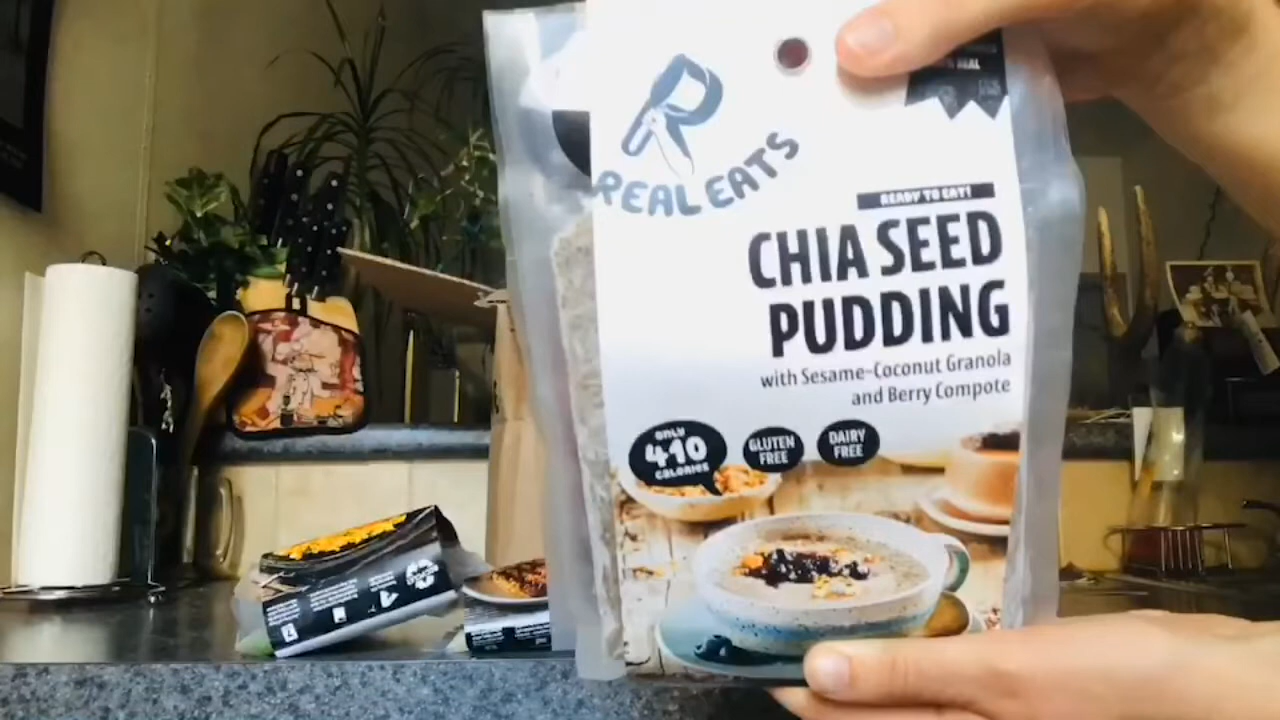 REAL EATS
MEAL
READY TO EAT!
CHIA SEED
PUDDING
with Sesame-Coconut Granola
and Berry Compote
ONLY
410
CALORIES
GLUTEN
FREE
DAIRY
FREE